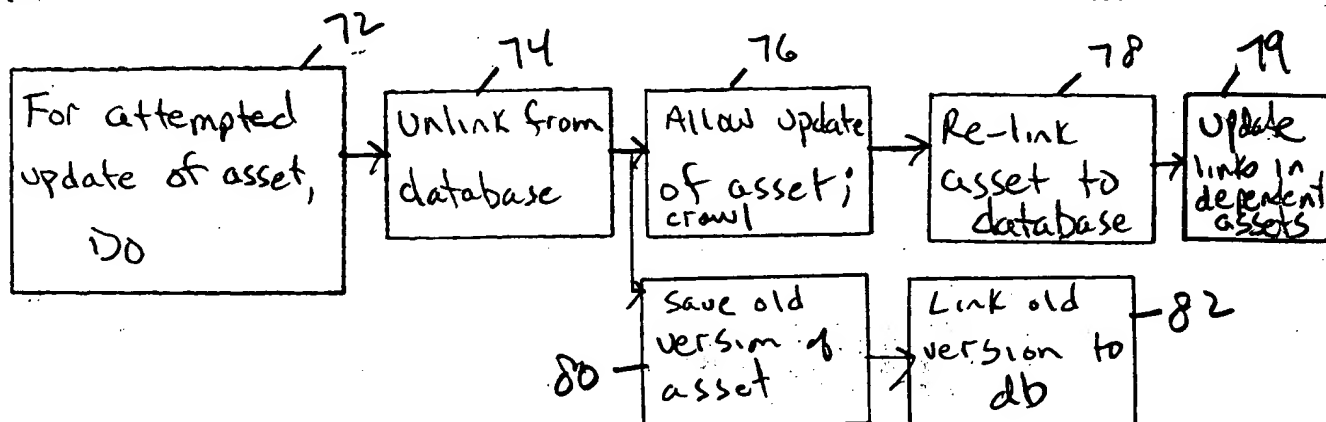 72
For attempted
update of asset,
DO
74
Unlink from
database
76
Allow update
of asset;
crawl
78
Re-link
asset to
database
79
update
links in
dependent
assets
80
Save old
version of
asset
82
Link old
version to
db